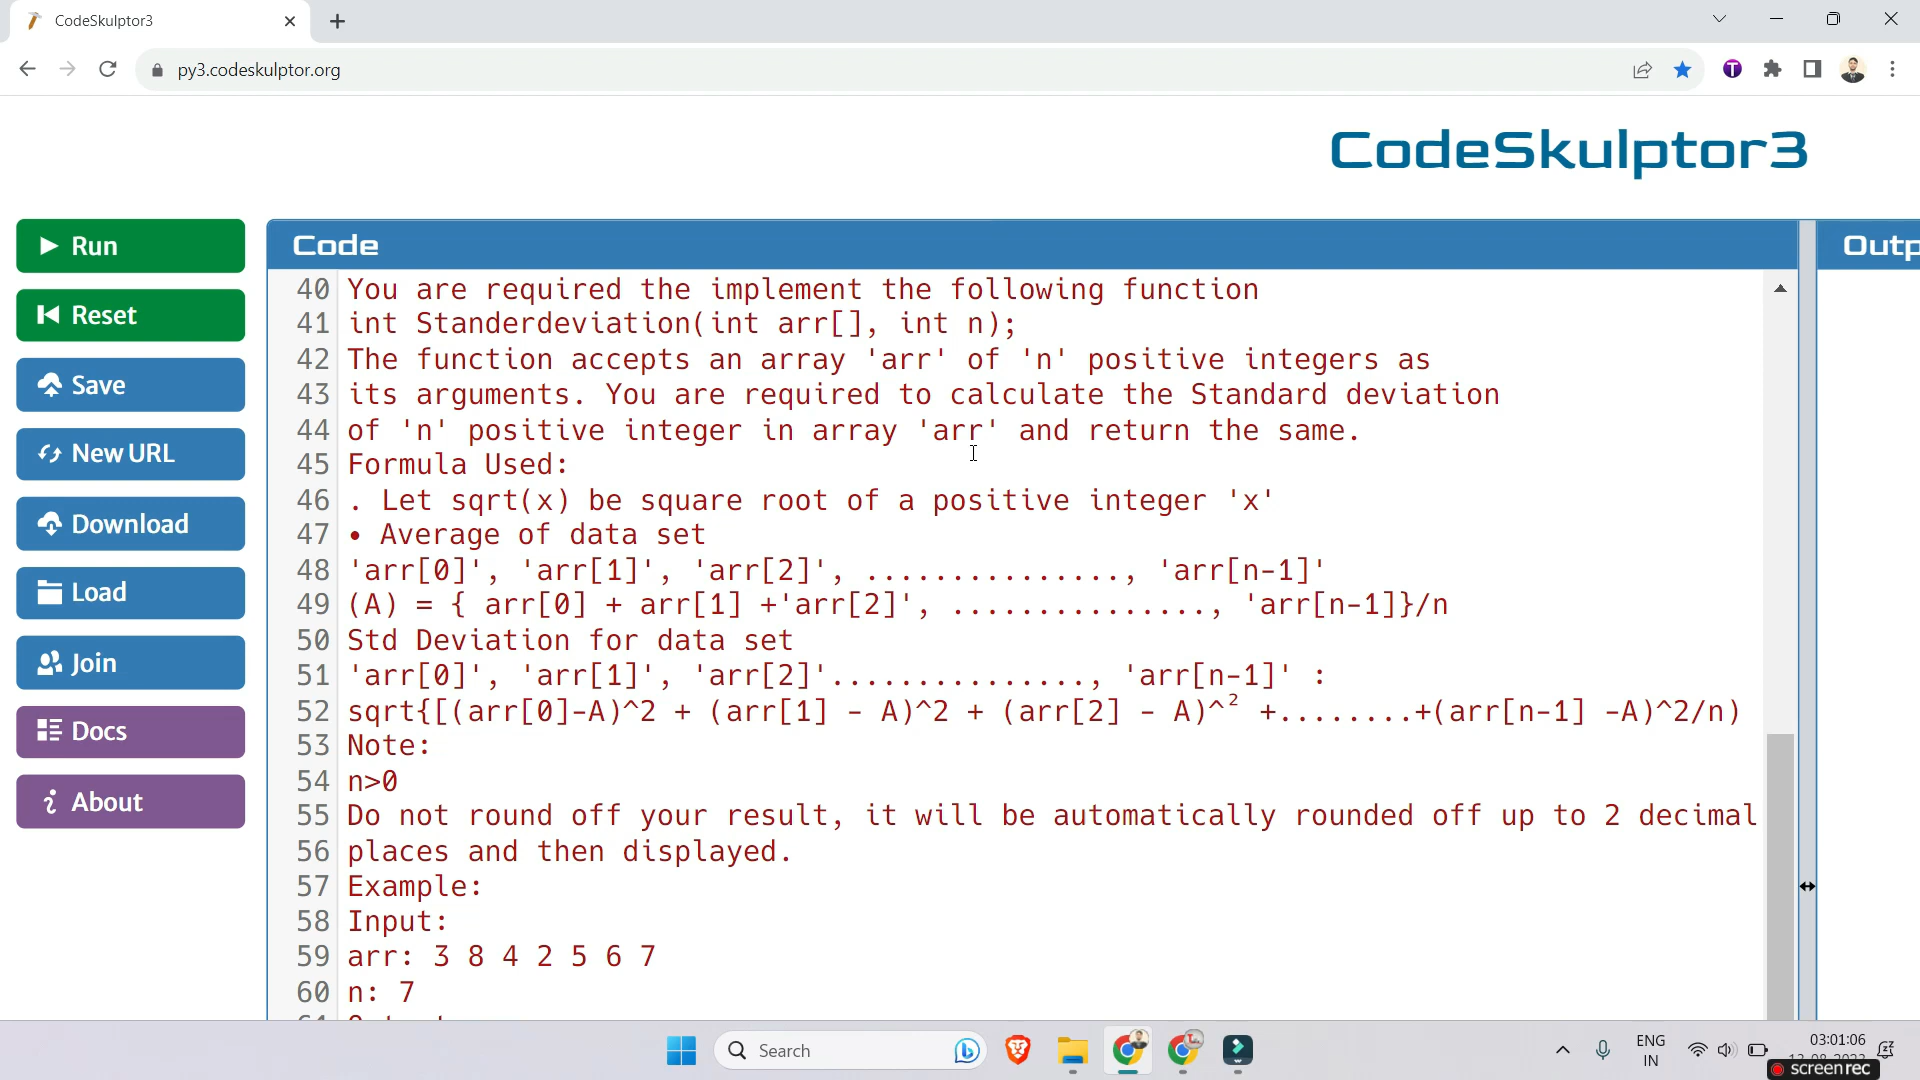 CodeSkulptor3
py3.codeskulptor.org
CodeSkulptor3
Run
Reset
Save
New URL
Download
Load
Join
Docs
About
Code
Outp
40 You are required the implement the following function
41 int Standerdeviation(int arr[], int n);
42 The function accepts an array 'arr' of 'n' positive integers as
43 its arguments. You are required to calculate the Standard deviation
44 of 'n' positive integer in array 'arr' and return the same.
45 Formula Used:
46 . Let sqrt(x) be square root of a positive integer 'x'
47 • Average of data set
48 'arr[0]', 'arr[1]', 'arr[2]', ..............., 'arr[n-1]'
49 (A) = { arr[0] + arr[1] +'arr[2]', ..............., 'arr[n-1]}/n
50 Std Deviation for data set
51 'arr[0]', 'arr[1]', 'arr[2]'..............., 'arr[n-1]' :
52 sqrt{[(arr[0]-A)^2 + (arr[1] - A)^2 + (arr[2] - A)^² +........+(arr[n-1] -A)^2/n)
53 Note:
54 n>0
55 Do not round off your result, it will be automatically rounded off up to 2 decimal
56 places and then displayed.
57 Example:
58 Input:
59 arr: 3 8 4 2 5 6 7
60 n: 7
Search
ENG
IN
03:01:06
screenrec